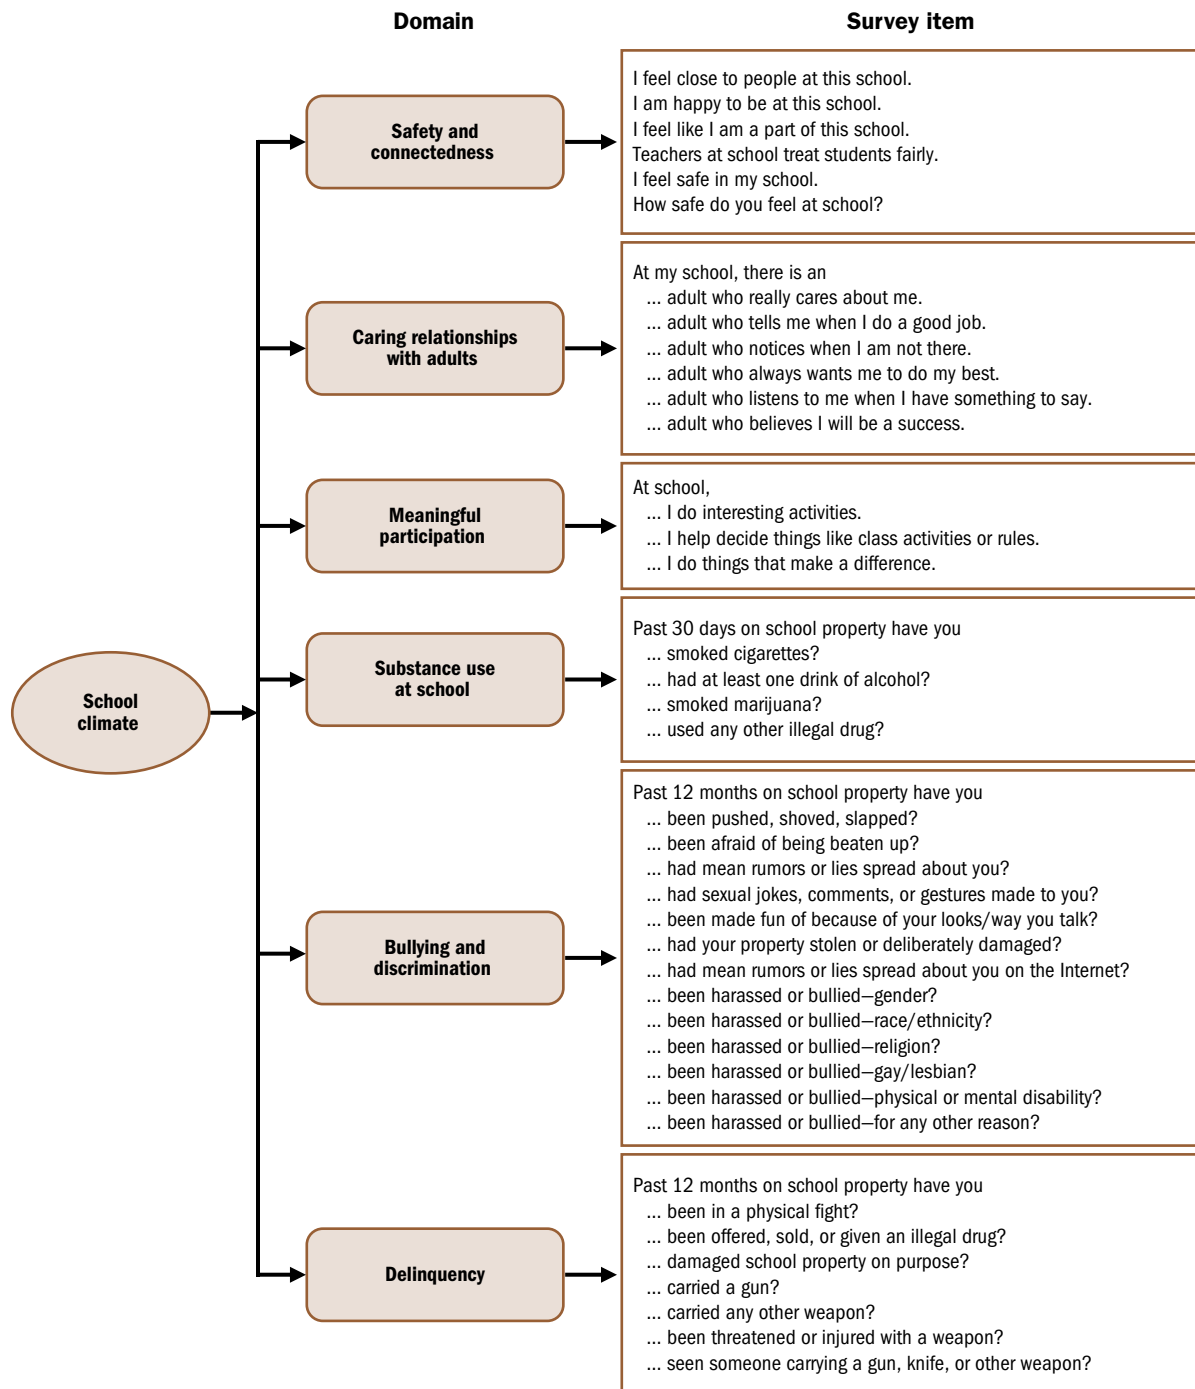 Domain
Survey item
School
climate
Safety and
connectedness
I feel close to people at this school.
I am happy to be at this school.
I feel like I am a part of this school.
Teachers at school treat students fairly.
I feel safe in my school.
How safe do you feel at school?
Caring relationships
with adults
At my school, there is an
... adult who really cares about me.
... adult who tells me when I do a good job.
... adult who notices when I am not there.
... adult who always wants me to do my best.
... adult who listens to me when I have something to say.
... adult who believes I will be a success.
Meaningful
participation
At school,
... I do interesting activities.
... I help decide things like class activities or rules.
... I do things that make a difference.
Substance use
at school
Past 30 days on school property have you
... smoked cigarettes?
... had at least one drink of alcohol?
... smoked marijuana?
... used any other illegal drug?
Bullying and
discrimination
Past 12 months on school property have you
... been pushed, shoved, slapped?
... been afraid of being beaten up?
... had mean rumors or lies spread about you?
... had sexual jokes, comments, or gestures made to you?
... been made fun of because of your looks/way you talk?
... had your property stolen or deliberately damaged?
... had mean rumors or lies spread about you on the Internet?
... been harassed or bullied—gender?
... been harassed or bullied—race/ethnicity?
... been harassed or bullied—religion?
... been harassed or bullied—gay/lesbian?
... been harassed or bullied—physical or mental disability?
... been harassed or bullied—for any other reason?
Delinquency
Past 12 months on school property have you
... been in a physical fight?
... been offered, sold, or given an illegal drug?
... damaged school property on purpose?
... carried a gun?
... carried any other weapon?
... been threatened or injured with a weapon?
... seen someone carrying a gun, knife, or other weapon?